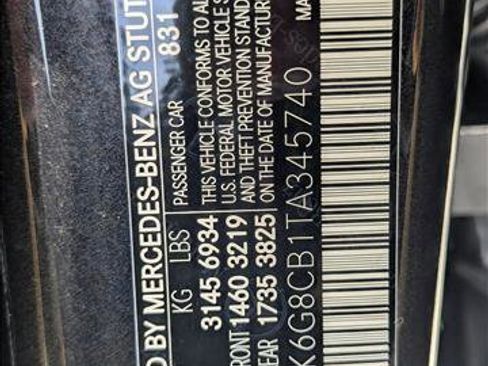 D BY MERCEDES-BENZ AG STUT
831
KG LBS
3145 6934
FRONT 1460 3219
EAR 1735 3825
PASSENGER CAR
THIS VEHICLE CONFORMS TO AL
U.S. FEDERAL MOTOR VEHICLE S
AND THEFT PREVENTION STAND
ON THE DATE OF MANUFACTUR
K6G8CB1TA345740
MA